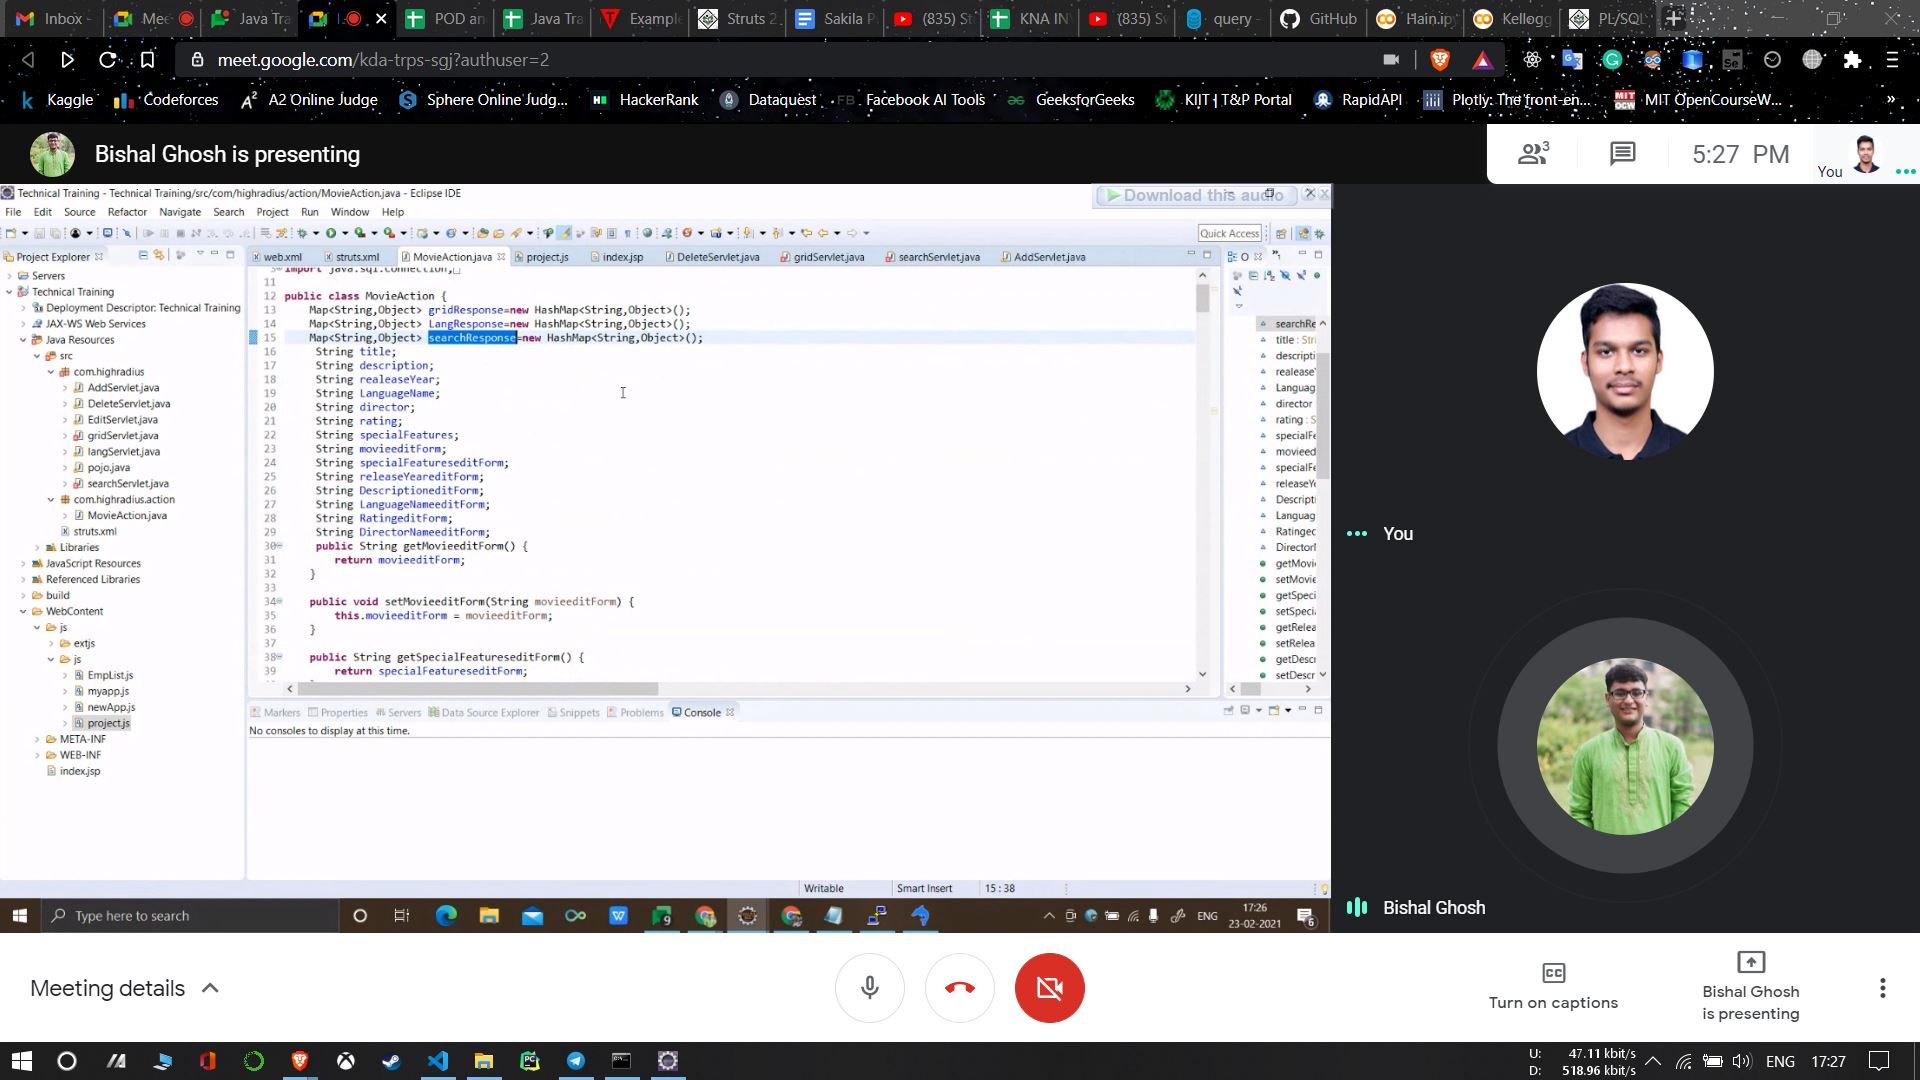 Inbox
Mee
Java Tra
POD an
Java Tra
Example
Struts 2
Sakila P
(835) St
KNA IN
(835) Sw
query -
GitHub
Hain.ip
Kellogg
PL/SQL
meet.google.com/kda-trps-sgj?authuser=2
Kaggle
Codeforces
A2 Online Judge
Sphere Online Judg...
HackerRank
Dataquest
Facebook AI Tools
GeeksforGeeks
KIIT | T&P Portal
RapidAPI
Plotly: The front-en...
MIT OpenCourseW...
»
Bishal Ghosh is presenting
3
5:27 PM
You
Technical Training - Technical Training/src/com/highradius/action/MovieAction.java - Eclipse IDE
Download this audio
File Edit Source Refactor Navigate Search Project Run Window Help
Quick Access
Project Explorer
web.xml
struts.xml
MovieAction.java
project.js
index.jsp
DeleteServlet.java
gridServlet.java
searchServlet.java
AddServlet.java
Servers
Technical Training
Deployment Descriptor: Technical Training
JAX-WS Web Services
Java Resources
src
com.highradius
AddServlet.java
DeleteServlet.java
EditServlet.java
gridServlet.java
langServlet.java
pojo.java
searchServlet.java
com.highradius.action
MovieAction.java
struts.xml
Libraries
JavaScript Resources
Referenced Libraries
build
WebContent
js
extjs
js
EmpList.js
myapp.js
newApp.js
project.js
META-INF
WEB-INF
index.jsp
import java.sql.Connection;
11
12 public class MovieAction {
13 Map<String,Object> gridResponse=new HashMap<String,Object>();
14 Map<String,Object> LangResponse=new HashMap<String,Object>();
15 Map<String,Object> searchResponse=new HashMap<String,Object>();
16 String title;
17 String description;
18 String realeaseYear;
19 String LanguageName;
20 String director;
21 String rating;
22 String specialFeatures;
23 String movieeditForm;
24 String specialFeatureseditForm;
25 String releaseYeareditForm;
26 String DescriptioneditForm;
27 String LanguageNameeditForm;
28 String RatingeditForm;
29 String DirectorNameeditForm;
30 public String getMovieeditForm() {
31 return movieeditForm;
32 }
33
34 public void setMovieeditForm(String movieeditForm) {
35 this.movieeditForm = movieeditForm;
36 }
37
38 public String getSpecialFeatureseditForm() {
39 return specialFeatureseditForm;
searchRe
title : Stri
descripti
realeaseY
Languag
director
rating : S
specialFe
movieed
specialFe
releaseYe
Descripti
Languag
Ratinged
DirectorN
getMovi
setMovie
getSpeci
setSpecia
getRelea
setRelea
getDescr
setDescr
Markers
Properties
Servers
Data Source Explorer
Snippets
Problems
Console
No consoles to display at this time.
Writable
Smart Insert
15 : 38
Type here to search
ENG
17:26
23-02-2021
6
You
Bishal Ghosh
Meeting details
Turn on captions
Bishal Ghosh
is presenting
U: 47.11 kbit/s
D: 518.96 kbit/s
ENG
17:27